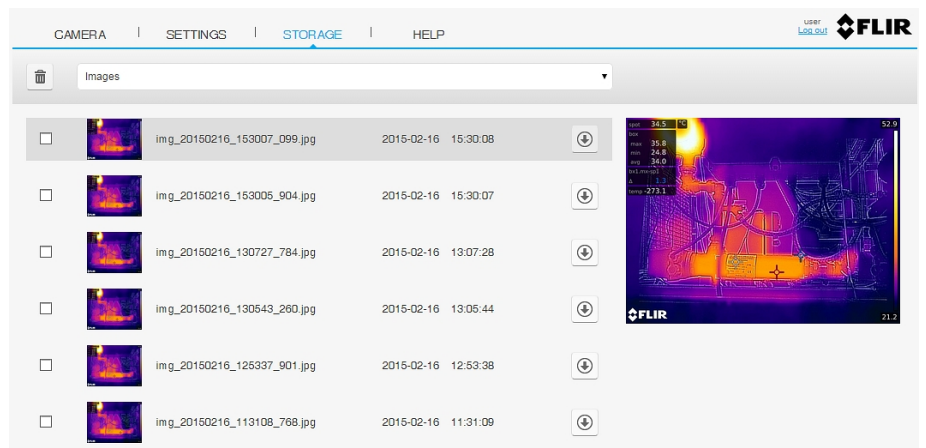 CAMERA | SETTINGS | STORAGE | HELP
user
Log out
FLIR
Images
img_20150216_153007_099.jpg 2015-02-16 15:30:08
img_20150216_153005_904.jpg 2015-02-16 15:30:07
img_20150216_130727_784.jpg 2015-02-16 13:07:28
img_20150216_130543_260.jpg 2015-02-16 13:05:44
img_20150216_125337_901.jpg 2015-02-16 12:53:38
img_20150216_113108_768.jpg 2015-02-16 11:31:09
spot 34.5 °C
box
max 35.8
min 24.8
avg 34.0
bx1.mx-sp1
Δ 1.3
temp -273.1
52.9
FLIR
21.2